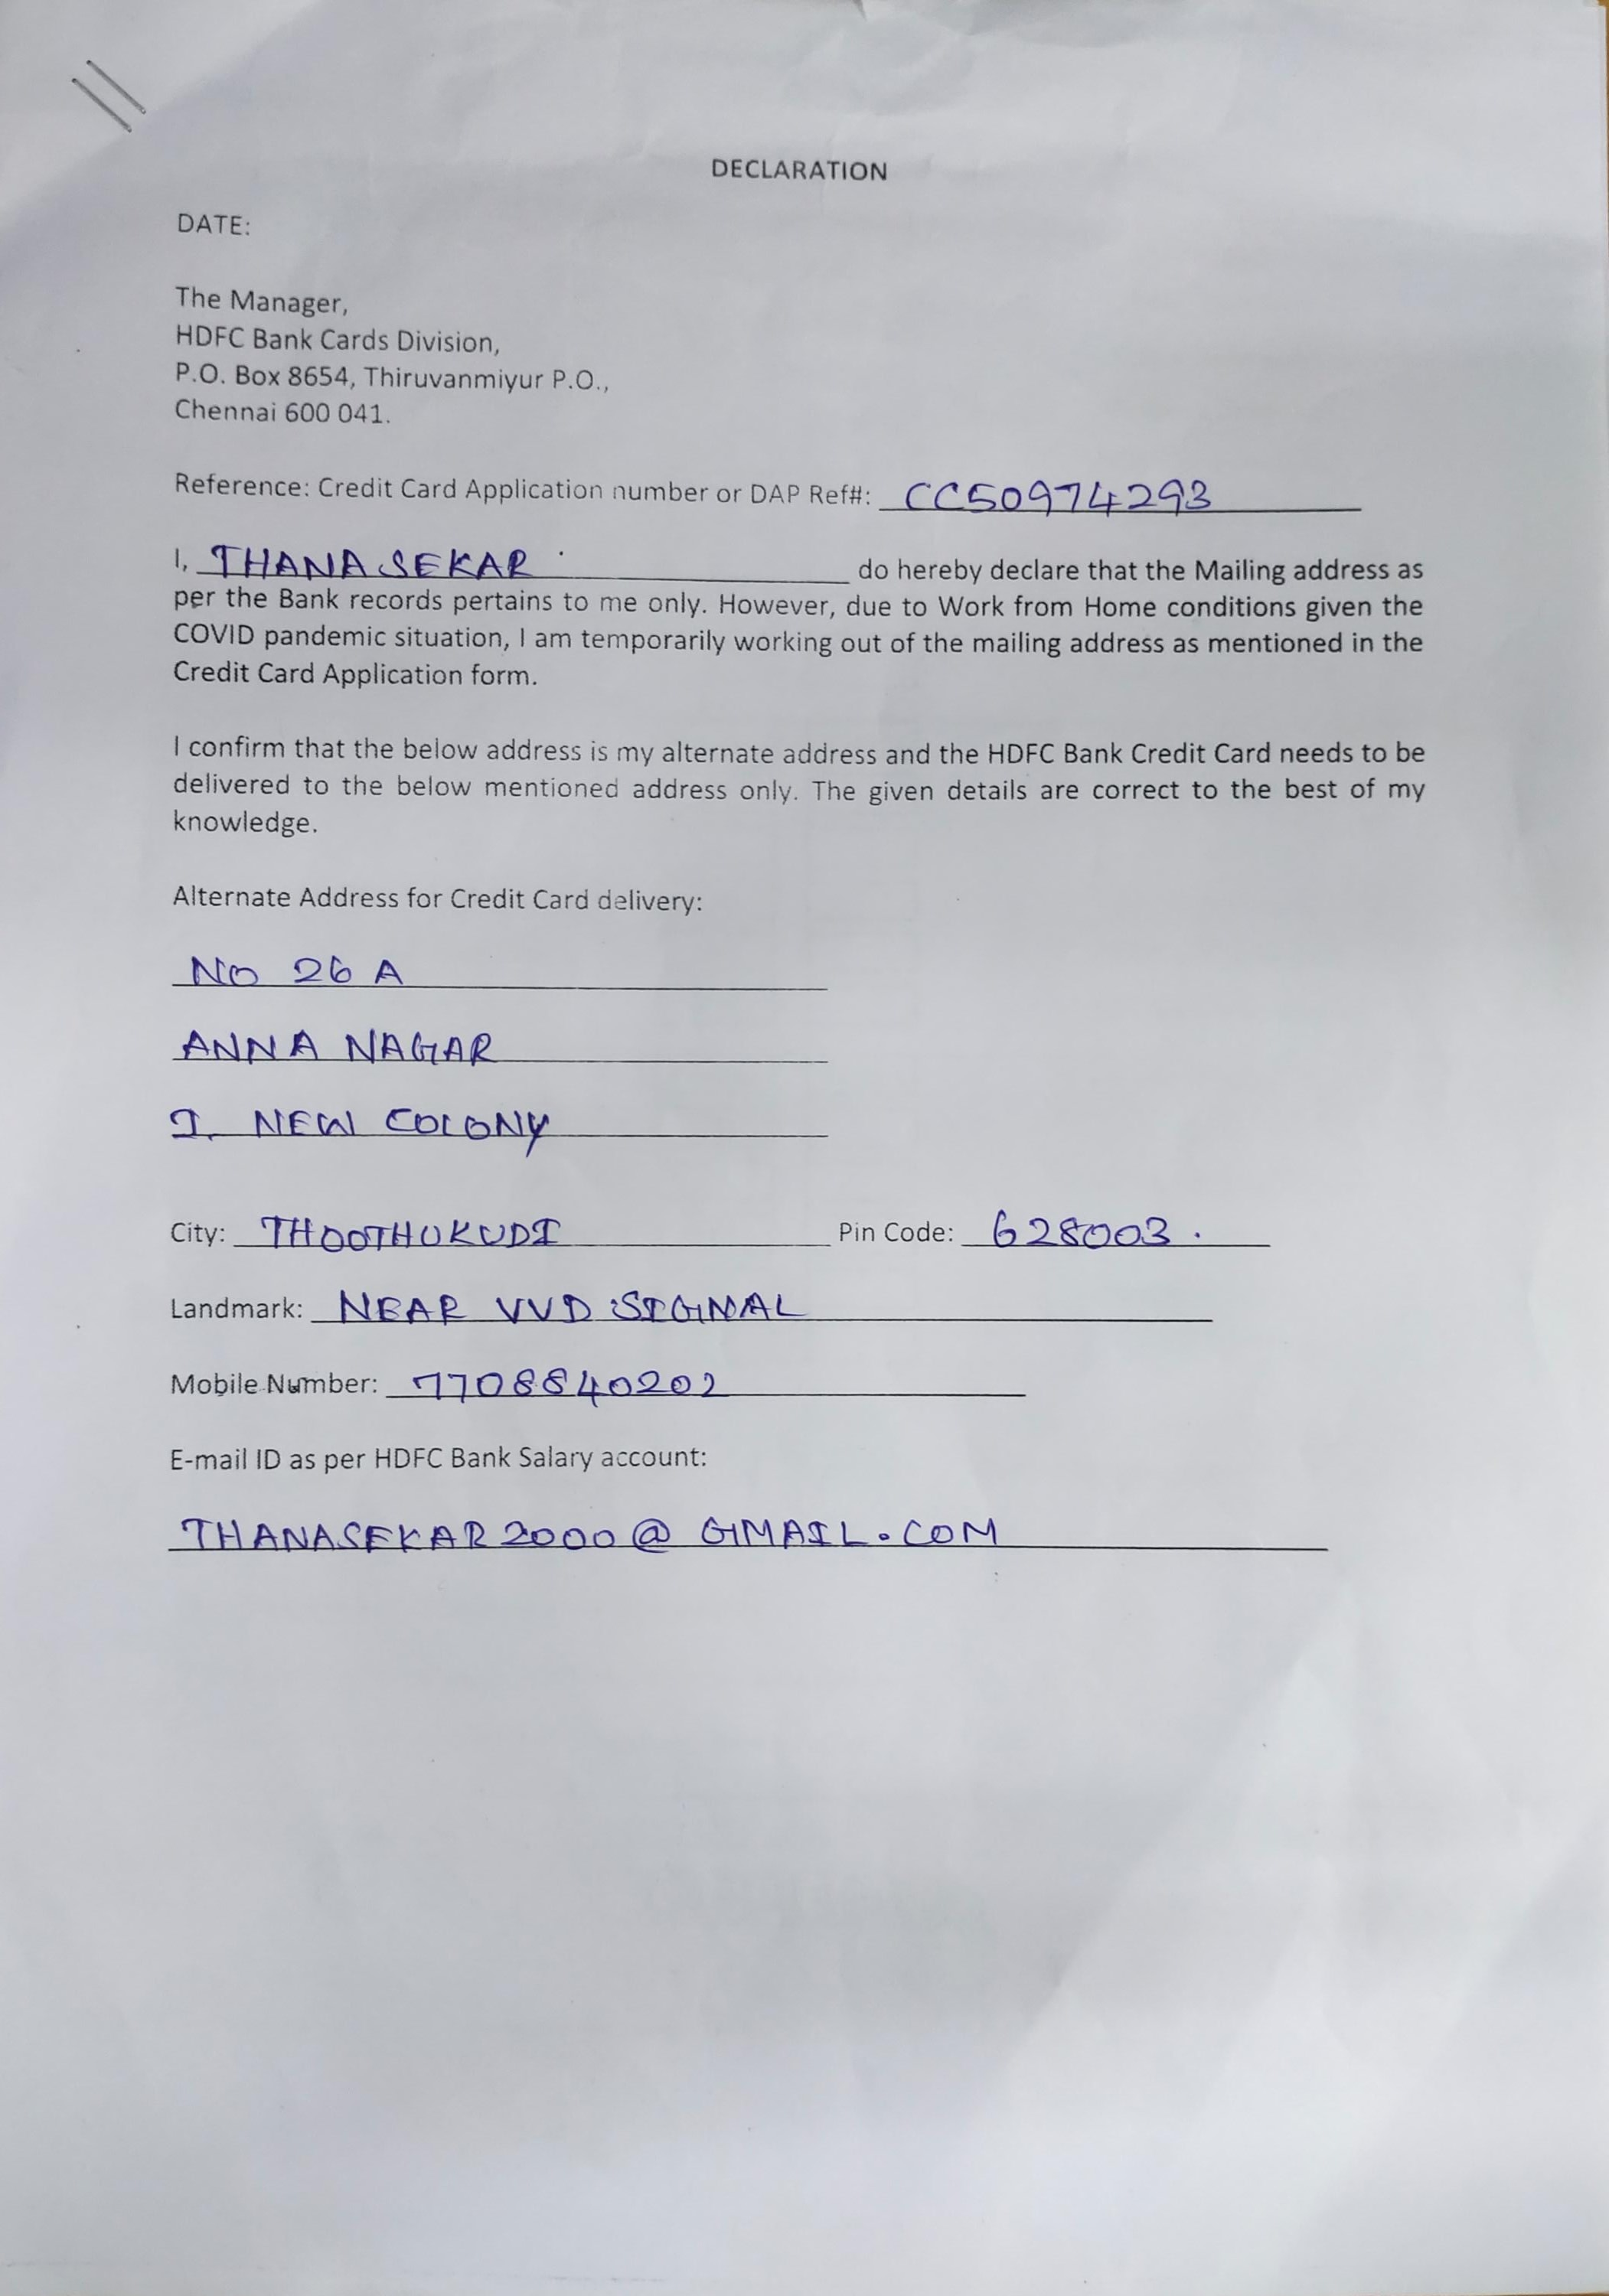 DECLARATION
DATE:
The Manager,
HDFC Bank Cards Division,
P.O. Box 8654, Thiruvanmiyur P.O.,
Chennai 600 041.
Reference: Credit Card Application number or DAP Ref#: CC50974293
I, THANASEKAR do hereby declare that the Mailing address as
per the Bank records pertains to me only. However, due to Work from Home conditions given the
COVID pandemic situation, I am temporarily working out of the mailing address as mentioned in the
Credit Card Application form.
I confirm that the below address is my alternate address and the HDFC Bank Credit Card needs to be
delivered to the below mentioned address only. The given details are correct to the best of my
knowledge.
Alternate Address for Credit Card delivery:
NO 26 A
ANNA NAGAR
I. NEW COLONY
City: THOOTHUKUDI Pin Code: 628003.
Landmark: NEAR VVD SIGNAL
Mobile Number: 7708840202
E-mail ID as per HDFC Bank Salary account:
THANASEKAR2000@GMAIL.COM